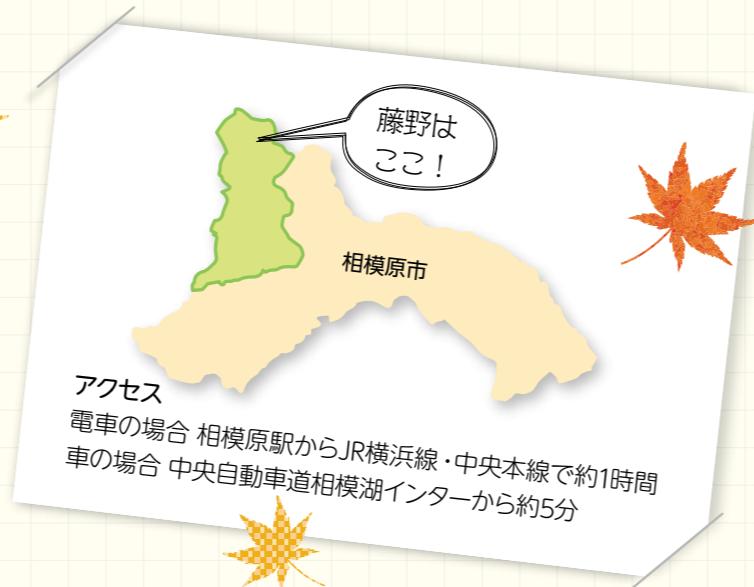 藤野は
ここ！
相模原市
アクセス
電車の場合 相模原駅からJR横浜線・中央本線で約1時間
車の場合 中央自動車道相模湖インターから約5分